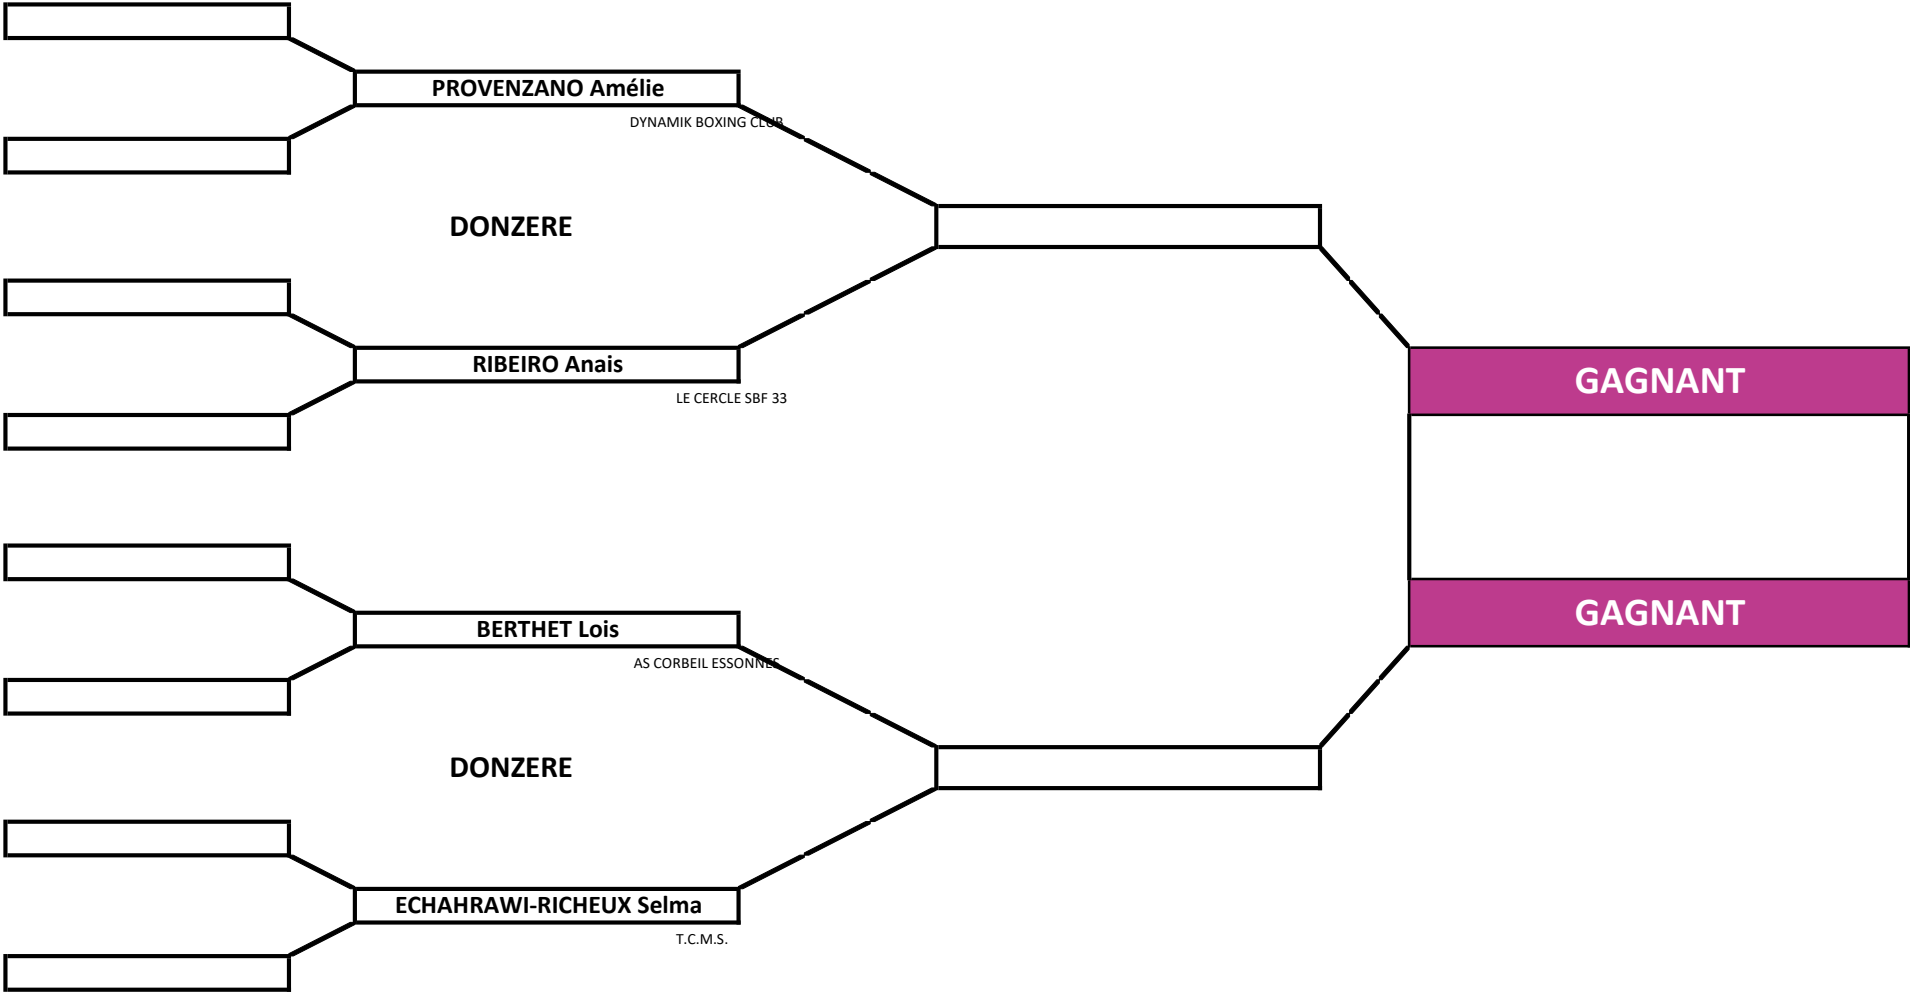 PROVENZANO Amélie
DYNAMIK BOXING CLUB
DONZERE
RIBEIRO Anais
LE CERCLE SBF 33
GAGNANT
GAGNANT
BERTHET Lois
AS CORBEIL ESSONNES
DONZERE
ECHAHRAWI-RICHEUX Selma
T.C.M.S.